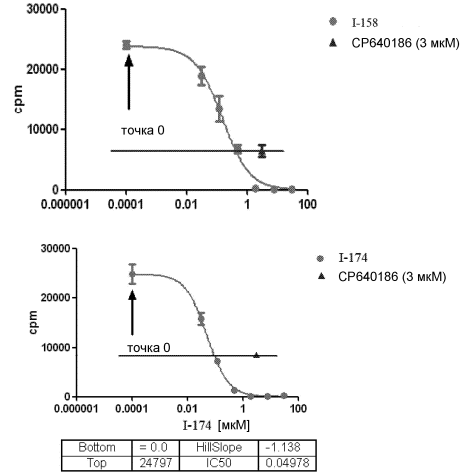 I-158
CP640186 (3 мкМ)
30000
20000
10000
0
cpm
точка 0
0.000001 0.0001 0.01 1 100
I-174
CP640186 (3 мкМ)
30000
20000
10000
0
cpm
точка 0
0.000001 0.0001 0.01 1 100
I-174 [мкМ]
Bottom = 0.0 HillSlope -1.138
Top 24797 IC50 0.04978